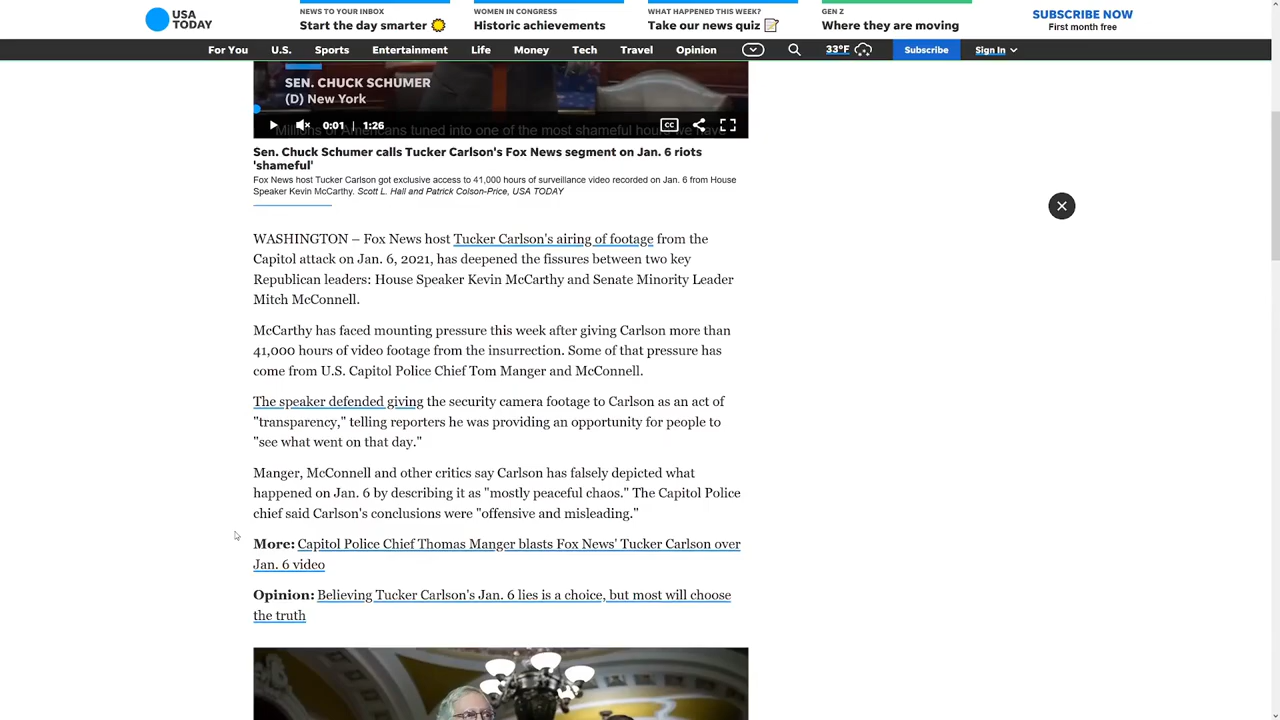 USA
TODAY
NEWS TO YOUR INBOX
Start the day smarter
WOMEN IN CONGRESS
Historic achievements
WHAT HAPPENED THIS WEEK?
Take our news quiz
GEN Z
Where they are moving
SUBSCRIBE NOW
First month free
For You U.S. Sports Entertainment Life Money Tech Travel Opinion 33°F Subscribe Sign In
SEN. CHUCK SCHUMER
(D) New York
Millions of Americans tuned into one of the most shameful hours we have
0:01 | 1:26 CC
Sen. Chuck Schumer calls Tucker Carlson's Fox News segment on Jan. 6 riots
'shameful'
Fox News host Tucker Carlson got exclusive access to 41,000 hours of surveillance video recorded on Jan. 6 from House
Speaker Kevin McCarthy. Scott L. Hall and Patrick Colson-Price, USA TODAY
WASHINGTON – Fox News host Tucker Carlson's airing of footage from the
Capitol attack on Jan. 6, 2021, has deepened the fissures between two key
Republican leaders: House Speaker Kevin McCarthy and Senate Minority Leader
Mitch McConnell.
McCarthy has faced mounting pressure this week after giving Carlson more than
41,000 hours of video footage from the insurrection. Some of that pressure has
come from U.S. Capitol Police Chief Tom Manger and McConnell.
The speaker defended giving the security camera footage to Carlson as an act of
"transparency," telling reporters he was providing an opportunity for people to
"see what went on that day."
Manger, McConnell and other critics say Carlson has falsely depicted what
happened on Jan. 6 by describing it as "mostly peaceful chaos." The Capitol Police
chief said Carlson's conclusions were "offensive and misleading."
More: Capitol Police Chief Thomas Manger blasts Fox News' Tucker Carlson over
Jan. 6 video
Opinion: Believing Tucker Carlson's Jan. 6 lies is a choice, but most will choose
the truth